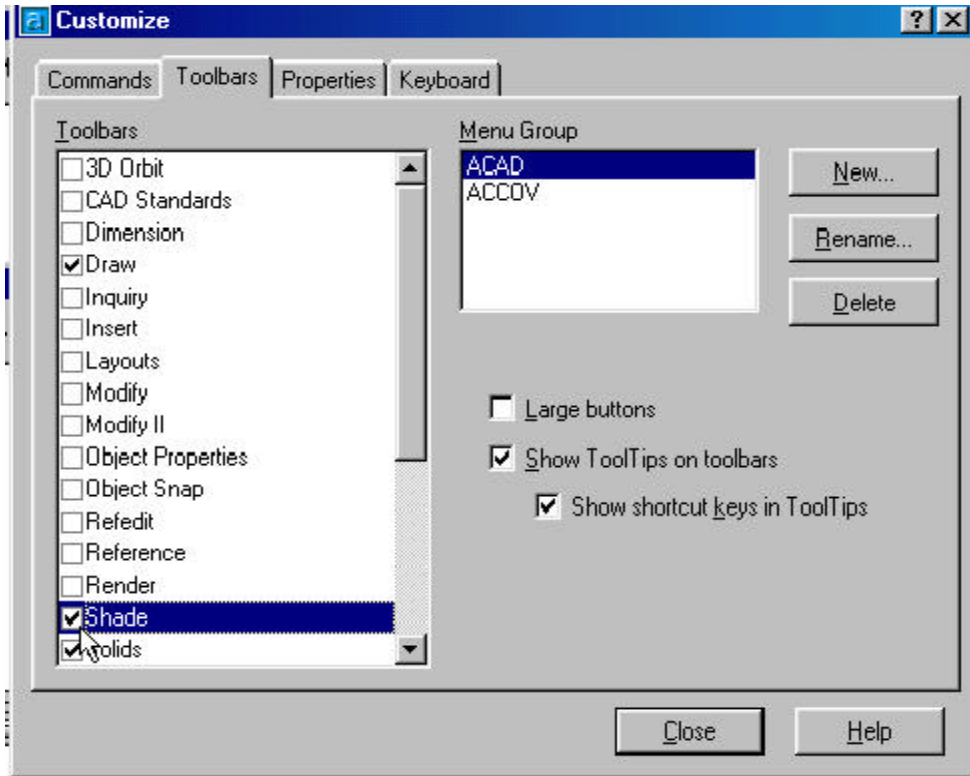 Customize
Commands Toolbars Properties Keyboard
Toolbars
3D Orbit
CAD Standards
Dimension
Draw
Inquiry
Insert
Layouts
Modify
Modify II
Object Properties
Object Snap
Refedit
Reference
Render
Shade
olids
Menu Group
ACAD
ACCOV
New...
Rename...
Delete
Large buttons
Show ToolTips on toolbars
Show shortcut keys in ToolTips
Close Help